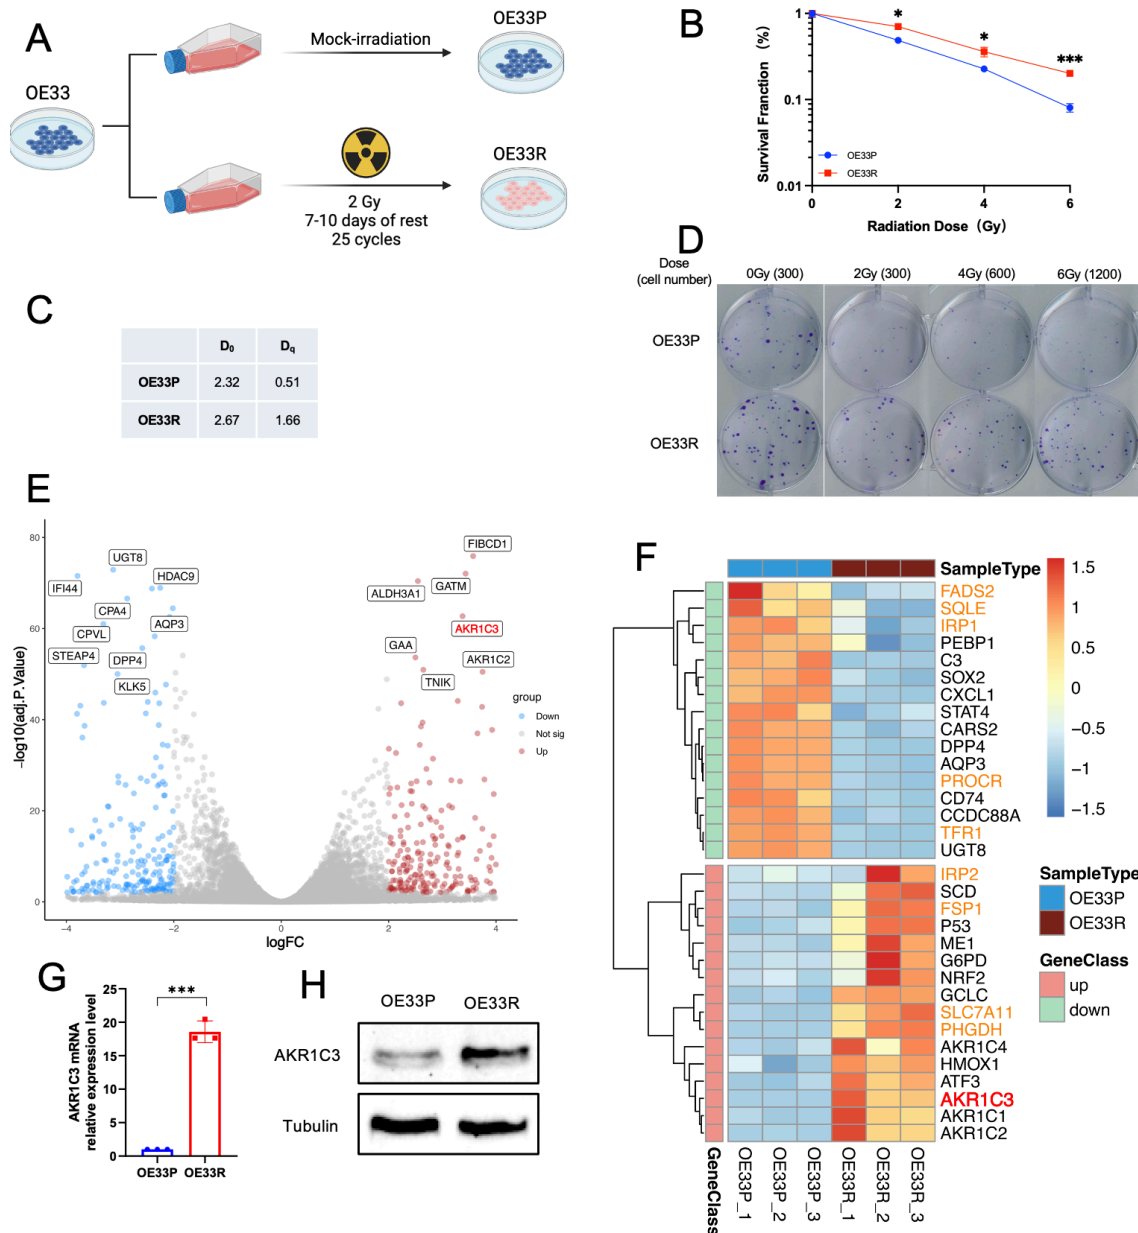 A
OE33
Mock-irradiation
OE33P
2 Gy
7-10 days of rest
25 cycles
OE33R
B
Survival Franction (%)
1
0.1
0.01
* * ***
OE33P
OE33R
0 2 4 6
Radiation Dose (Gy)
C
D₀ Dq
OE33P 2.32 0.51
OE33R 2.67 1.66
D
Dose
(cell number)
0Gy (300) 2Gy (300) 4Gy (600) 6Gy (1200)
OE33P
OE33R
E
-log10(adj.P.Value)
80
60
40
20
0
UGT8
IFI44
HDAC9
CPA4
CPVL
AQP3
STEAP4
DPP4
KLK5
FIBCD1
GATM
ALDH3A1
AKR1C3
GAA
AKR1C2
TNIK
group
Down
Not sig
Up
−4 −2 0 2 4
logFC
F
SampleType
FADS2
SQLE
IRP1
PEBP1
C3
SOX2
CXCL1
STAT4
CARS2
DPP4
AQP3
PROCR
CD74
CCDC88A
TFR1
UGT8
IRP2
SCD
FSP1
P53
ME1
G6PD
NRF2
GCLC
SLC7A11
PHGDH
AKR1C4
HMOX1
ATF3
AKR1C3
AKR1C1
AKR1C2
GeneClass
OE33P_1
OE33P_2
OE33P_3
OE33R_1
OE33R_2
OE33R_3
1.5
1
0.5
0
−0.5
−1
−1.5
SampleType
OE33P
OE33R
GeneClass
up
down
G
AKR1C3 mRNA
relative expression level
25
20
15
10
5
0
***
OE33P OE33R
H
OE33P OE33R
AKR1C3
Tubulin